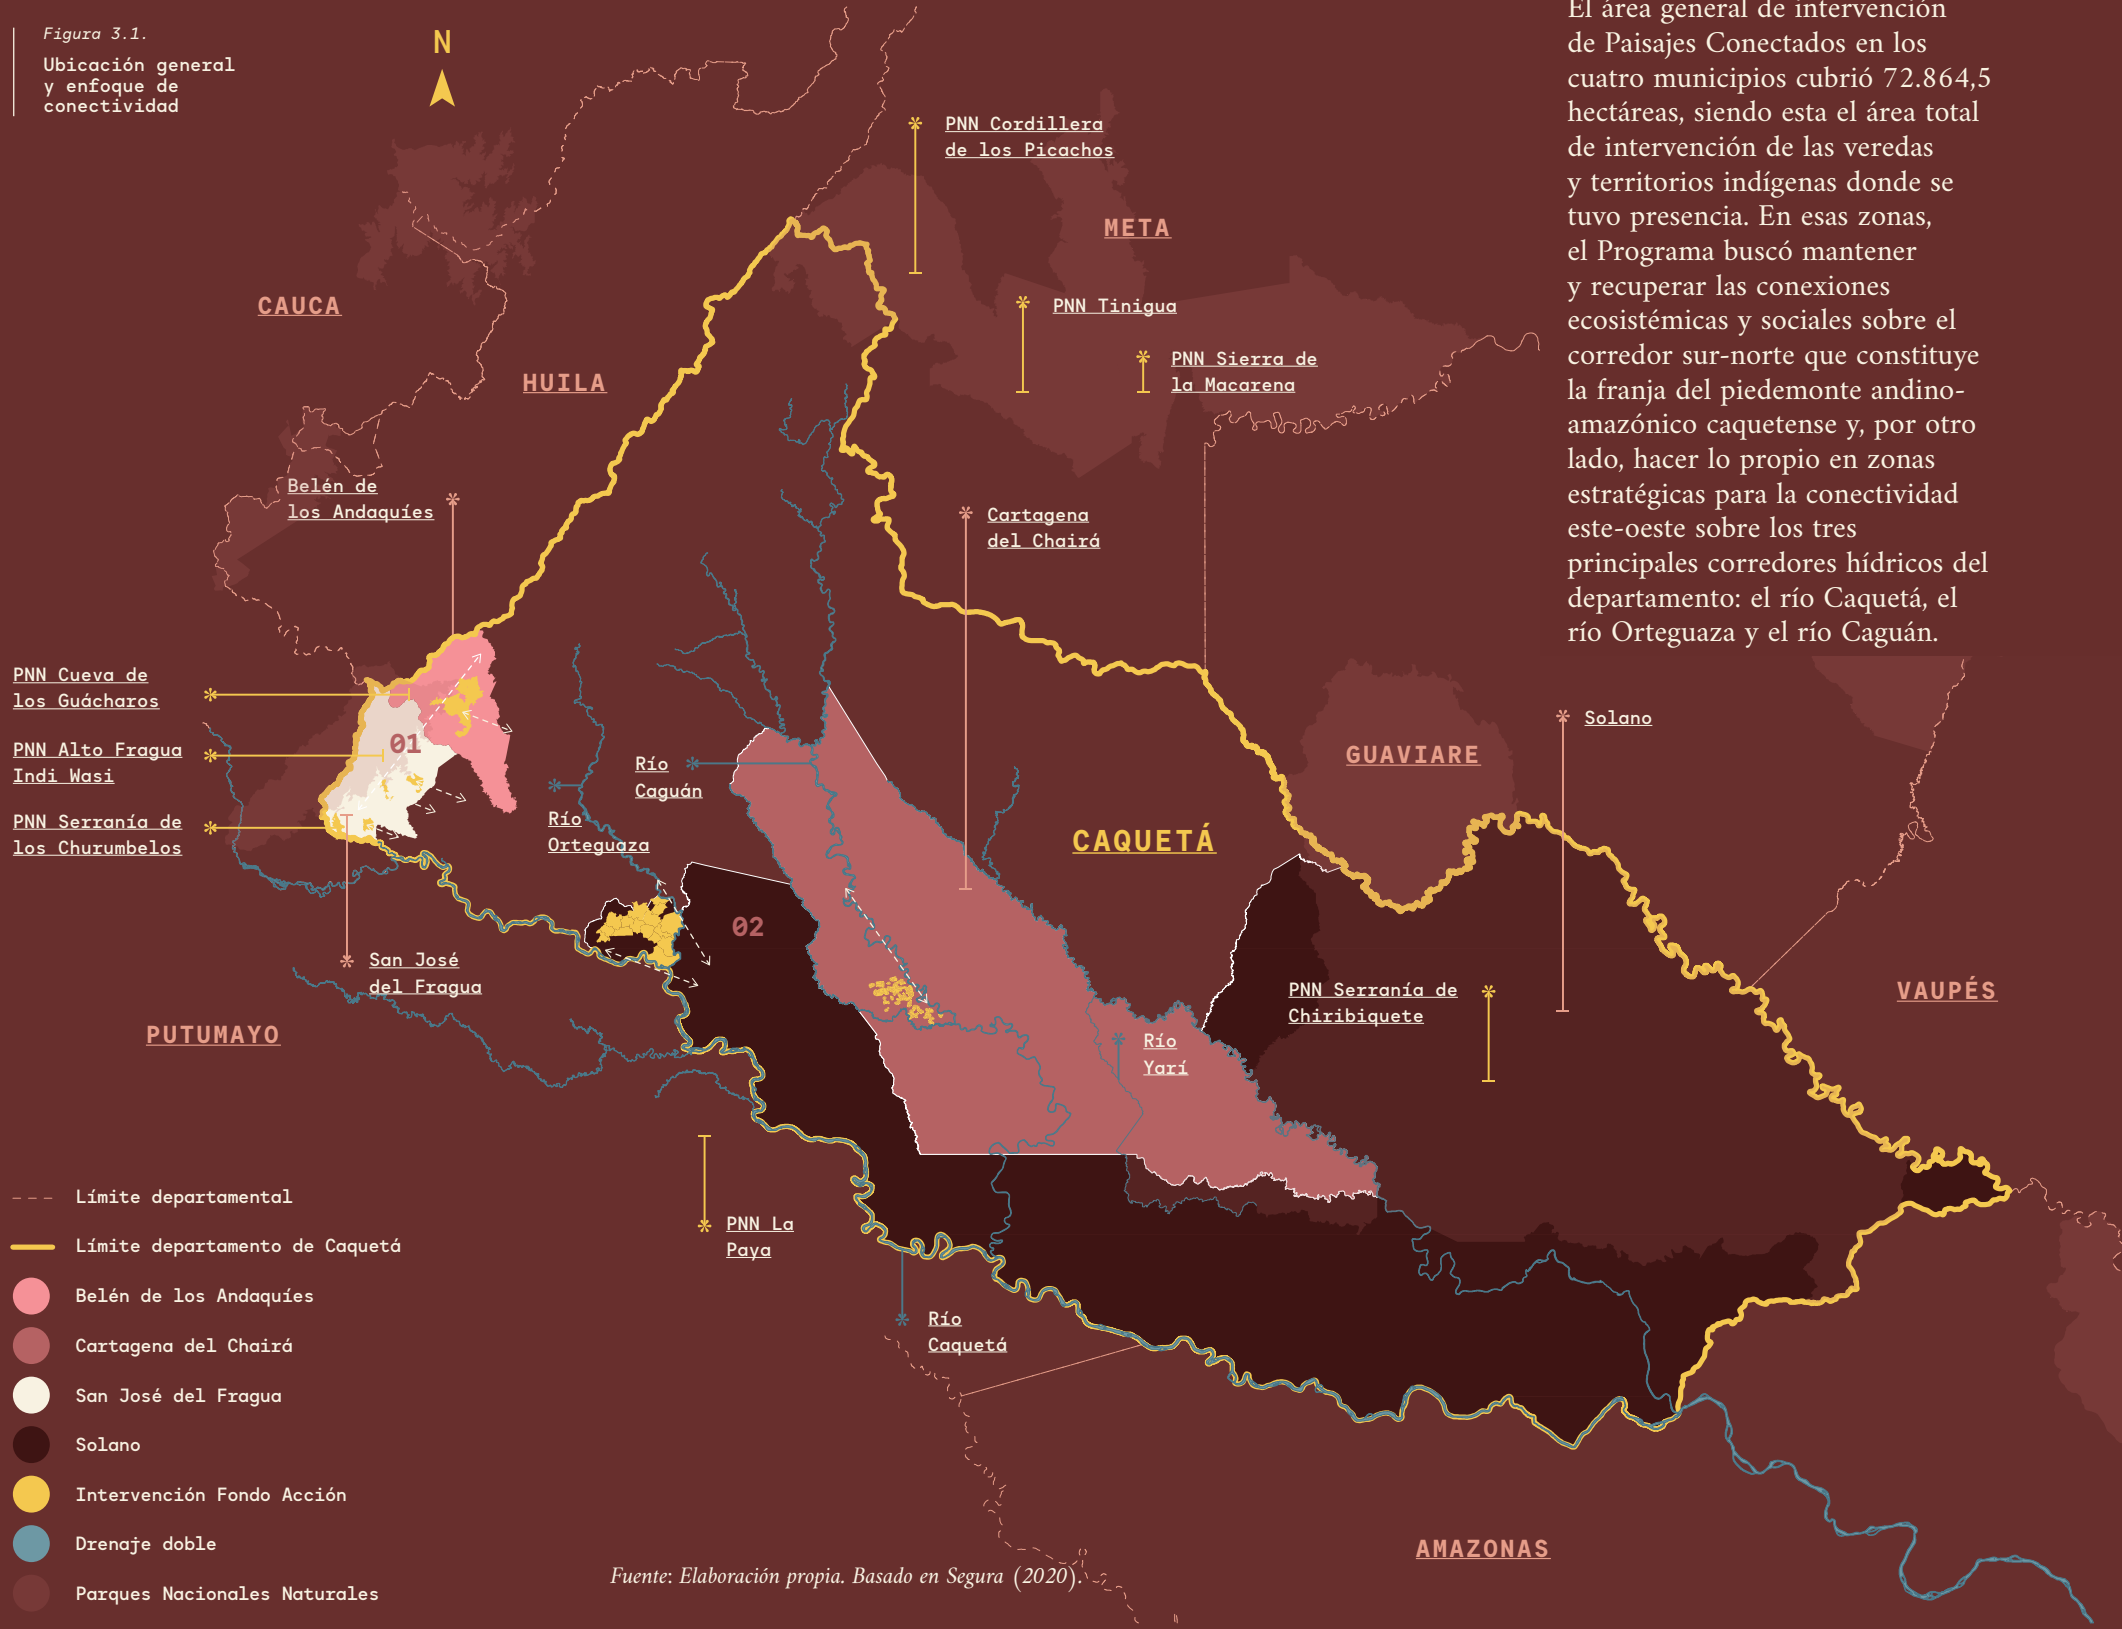 Figura 3.1.
Ubicación general
y enfoque de
conectividad
N
El área general de intervención
de Paisajes Conectados en los
cuatro municipios cubrió 72.864,5
hectáreas, siendo esta el área total
de intervención de las veredas
y territorios indígenas donde se
tuvo presencia. En esas zonas,
el Programa buscó mantener
y recuperar las conexiones
ecosistémicas y sociales sobre el
corredor sur-norte que constituye
la franja del piedemonte andino-
amazónico caquetense y, por otro
lado, hacer lo propio en zonas
estratégicas para la conectividad
este-oeste sobre los tres
principales corredores hídricos del
departamento: el río Caquetá, el
río Orteguaza y el río Caguán.
PNN Cordillera
de los Picachos
META
CAUCA
PNN Tinigua
PNN Sierra de
la Macarena
HUILA
Belén de
los Andaquíes
Cartagena
del Chairá
PNN Cueva de
los Guácharos
Solano
01
PNN Alto Fragua
Indi Wasi
GUAVIARE
Río
Caguán
PNN Serranía de
los Churumbelos
Río
Orteguaza
CAQUETÁ
02
San José
del Fragua
PNN Serranía de
Chiribiquete
VAUPÉS
PUTUMAYO
Río
Yarí
PNN La
Paya
Río
Caquetá
Límite departamental
Límite departamento de Caquetá
Belén de los Andaquíes
Cartagena del Chairá
San José del Fragua
Solano
Intervención Fondo Acción
Drenaje doble
Parques Nacionales Naturales
AMAZONAS
Fuente: Elaboración propia. Basado en Segura (2020).